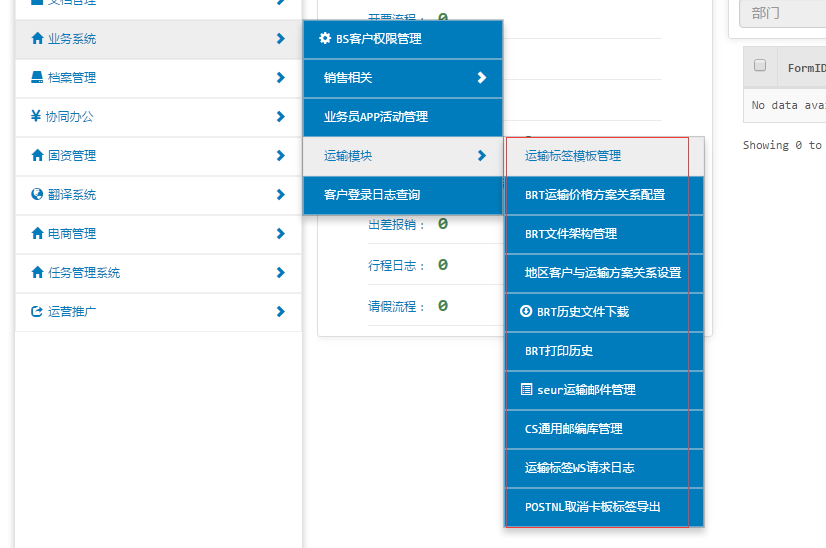 文档管理
业务系统
档案管理
协同办公
国资管理
翻译系统
电商管理
任务管理系统
运营推广
开票流程： 0
BS客户权限管理
销售相关
业务员APP活动管理
运输模块
客户登录日志查询
出差报销： 0
行程日志： 0
请假流程： 0
运输标签模板管理
BRT运输价格方案关系配置
BRT文件架构管理
地区客户与运输方案关系设置
BRT历史文件下载
BRT打印历史
seur运输邮件管理
CS通用邮编库管理
运输标签WS请求日志
POSTNL取消卡板标签导出
部门
FormID
No data avai
Showing 0 to